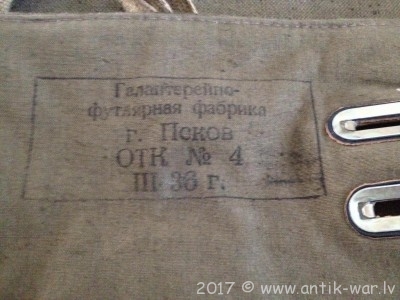 Галантерейно-
футлярная фабрика
г. Псков
ОТК № 4
III 36 г.
2017 © www.antik-war.lv